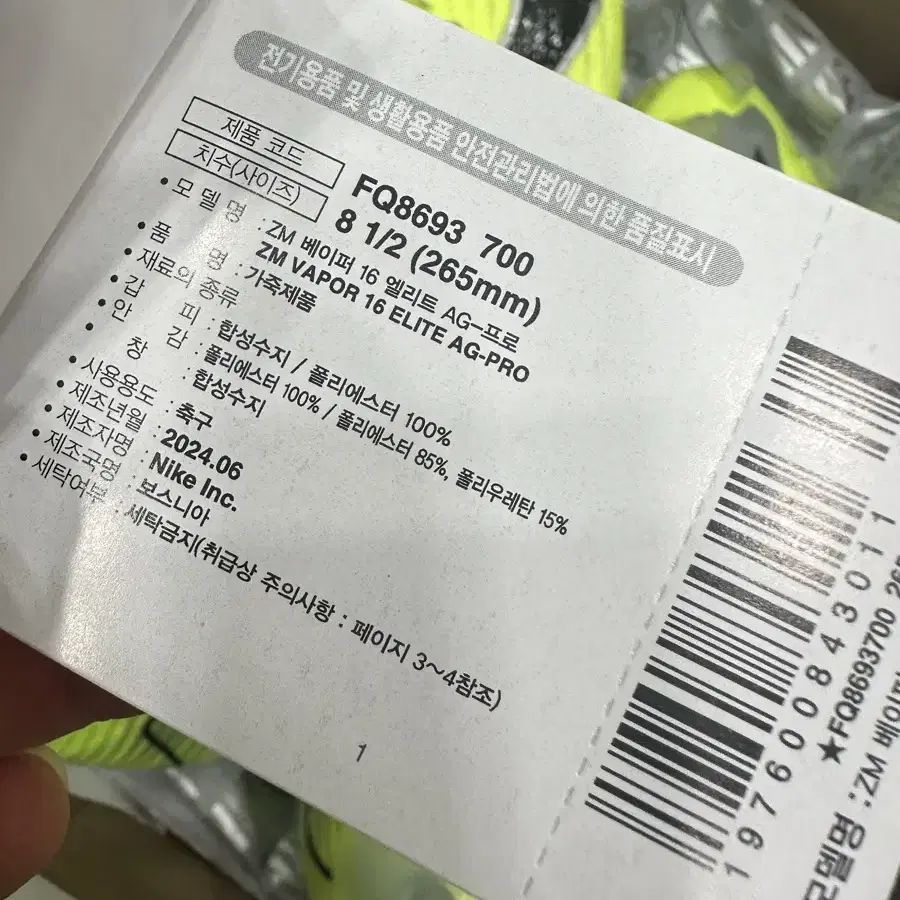 전기용품 및 생활용품 안전관리법에 의한 품질표시
제품 코드 FQ8693 700
치수(사이즈) 8 1/2 (265mm)
• 모 델 명 : ZM 베이퍼 16 엘리트 AG-프로
ZM VAPOR 16 ELITE AG-PRO
• 품 명 : 가죽제품
• 재료의 종류
• 갑 피 : 합성수지 / 폴리에스터 100%
• 안 감 : 폴리에스터 100% / 폴리에스터 85%, 폴리우레탄 15%
• 창 : 합성수지
• 사용용도 : 축구
• 제조년월 : 2024.06
• 제조자명 : Nike Inc.
• 제조국명 : 보스니아
• 세탁여부 : 세탁금지(취급상 주의사항 : 페이지 3~4참조)
1
197600843011
★FQ8693700 265
모델명 : ZM 베이퍼